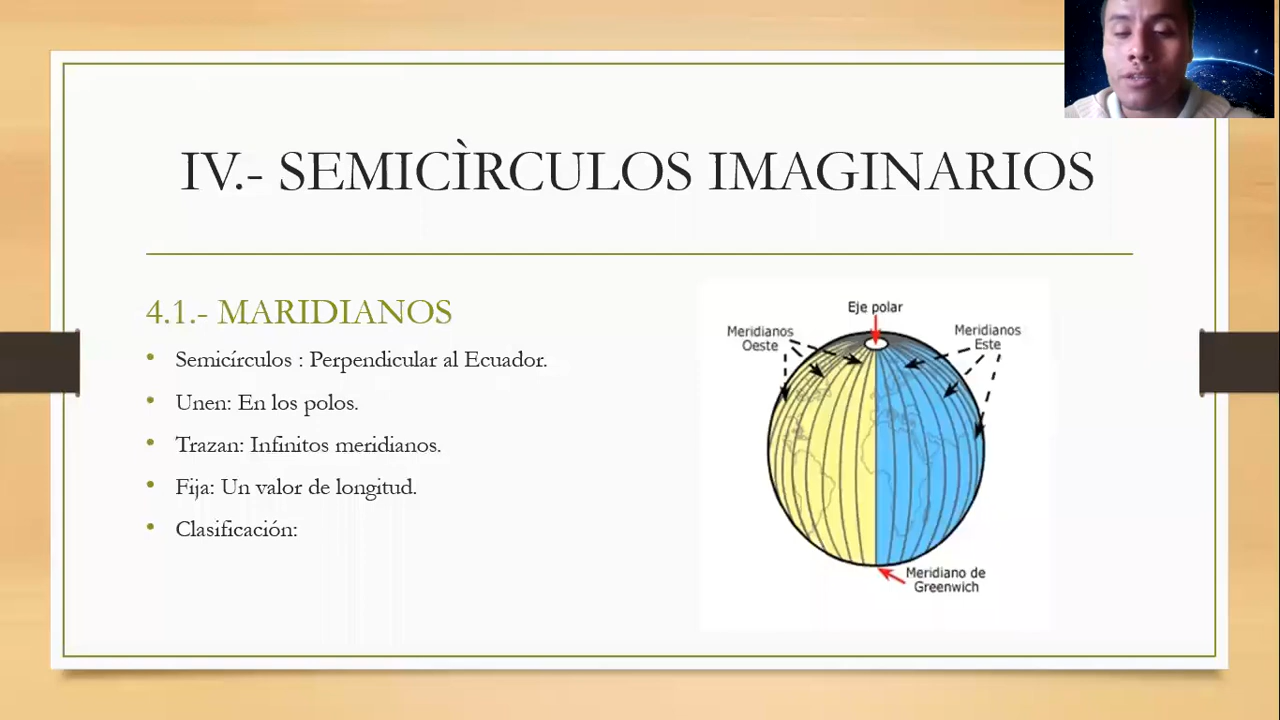 IV.- SEMICÌRCULOS IMAGINARIOS
4.1.- MARIDIANOS
• Semicírculos : Perpendicular al Ecuador.
• Unen: En los polos.
• Trazan: Infinitos meridianos.
• Fija: Un valor de longitud.
• Clasificación:
Eje polar
Meridianos
Oeste
Meridianos
Este
Meridiano de
Greenwich